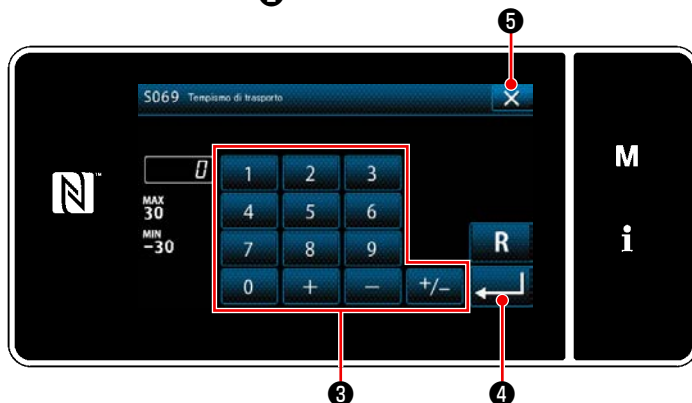 ❺
S069 Tempismo di trasporto
X
0
1 2 3
MAX
30
4 5 6
MIN
-30
7 8 9
R
0 + − +/−
N™
M
i
❸
❹